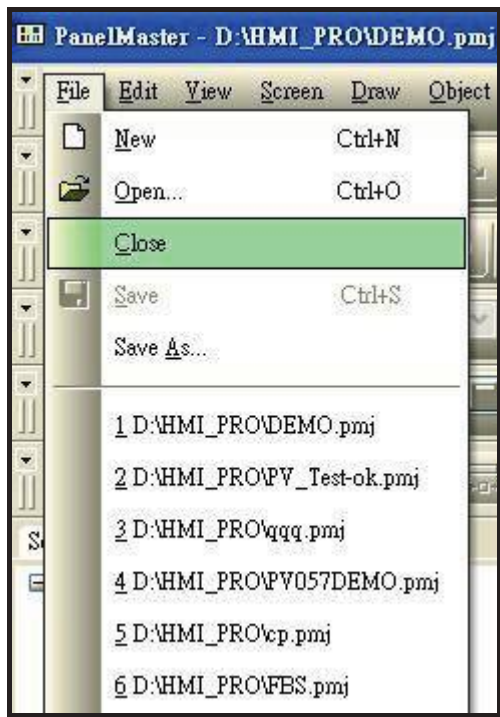 PanelMaster - D:\HMI_PRO\DEMO.pmj
File Edit View Screen Draw Object
New Ctrl+N
Open... Ctrl+O
Close
Save Ctrl+S
Save As...
1 D:\HMI_PRO\DEMO.pmj
2 D:\HMI_PRO\PV_Test-ok.pmj
3 D:\HMI_PRO\qqq.pmj
4 D:\HMI_PRO\PV057DEMO.pmj
5 D:\HMI_PRO\cp.pmj
6 D:\HMI_PRO\FBS.pmj